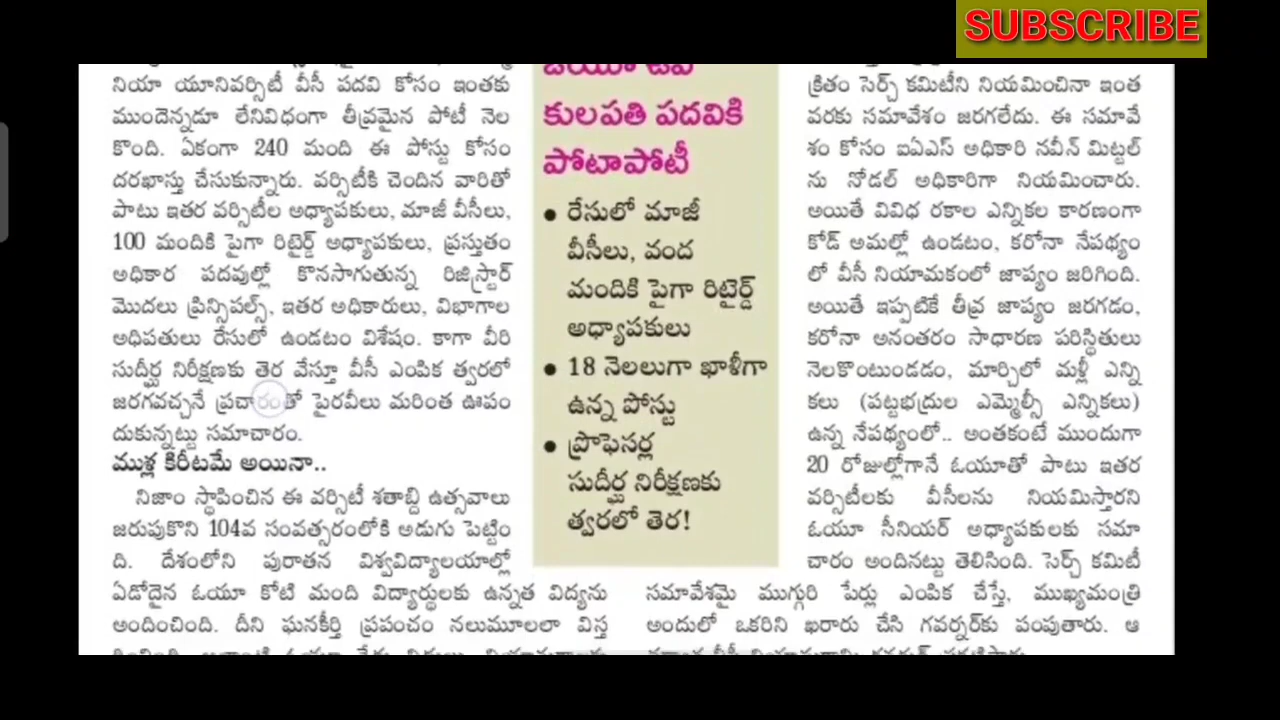 SUBSCRIBE
నియా యూనివర్సిటీ వీసీ పదవి కోసం ఇంతకు
ముందెన్నడూ లేనివిధంగా తీవ్రమైన పోటీ నెల
కొంది. ఏకంగా 240 మంది ఈ పోస్టు కోసం
దరఖాస్తు చేసుకున్నారు. వర్సిటీకి చెందిన వారితో
పాటు ఇతర వర్సిటీల అధ్యాపకులు, మాజీ వీసీలు,
100 మందికి పైగా రిటైర్డ్ అధ్యాపకులు, ప్రస్తుతం
అధికార పదవుల్లో కొనసాగుతున్న రిజిస్ట్రార్
మొదలు ప్రిన్సిపల్స్, ఇతర అధికారులు, విభాగాల
అధిపతులు రేసులో ఉండటం విశేషం. కాగా వీరి
సుదీర్ఘ నిరీక్షణకు తెర వేస్తూ వీసీ ఎంపిక త్వరలో
జరగవచ్చనే ప్రచారంతో పైరవీలు మరింత ఊపం
దుకున్నట్టు సమాచారం.
ముళ్ల కిరీటమే అయినా..
నిజాం స్థాపించిన ఈ వర్సిటీ శతాబ్ది ఉత్సవాలు
జరుపుకొని 104వ సంవత్సరంలోకి అడుగు పెట్టిం
ది. దేశంలోని పురాతన విశ్వవిద్యాలయాల్లో
ఏడోదైన ఓయూ కోటి మంది విద్యార్థులకు ఉన్నత విద్యను
అందించింది. దీని ఘనకీర్తి ప్రపంచం నలుమూలలా విస్త
కులపతి పదవికి
పోటాపోటీ
● రేసులో మాజీ
వీసీలు, వంద
మందికి పైగా రిటైర్డ్
అధ్యాపకులు
● 18 నెలలుగా ఖాళీగా
ఉన్న పోస్టు
● ప్రొఫెసర్ల
సుదీర్ఘ నిరీక్షణకు
త్వరలో తెర!
క్రితం సెర్చ్ కమిటీని నియమించినా ఇంత
వరకు సమావేశం జరగలేదు. ఈ సమావే
శం కోసం ఐఏఎస్ అధికారి నవీన్ మిట్టల్
ను నోడల్ అధికారిగా నియమించారు.
అయితే వివిధ రకాల ఎన్నికల కారణంగా
కోడ్ అమల్లో ఉండటం, కరోనా నేపథ్యం
లో వీసీ నియామకంలో జాప్యం జరిగింది.
అయితే ఇప్పటికే తీవ్ర జాప్యం జరగడం,
కరోనా అనంతరం సాధారణ పరిస్థితులు
నెలకొంటుండడం, మార్చిలో మళ్లీ ఎన్ని
కలు (పట్టభద్రుల ఎమ్మెల్సీ ఎన్నికలు)
ఉన్న నేపథ్యంలో.. అంతకంటే ముందుగా
20 రోజుల్లోగానే ఓయూతో పాటు ఇతర
వర్సిటీలకు వీసీలను నియమిస్తారని
ఓయూ సీనియర్ అధ్యాపకులకు సమా
చారం అందినట్టు తెలిసింది. సెర్చ్ కమిటీ
సమావేశమై ముగ్గురి పేర్లు ఎంపిక చేస్తే, ముఖ్యమంత్రి
అందులో ఒకరిని ఖరారు చేసి గవర్నర్‌కు పంపుతారు. ఆ